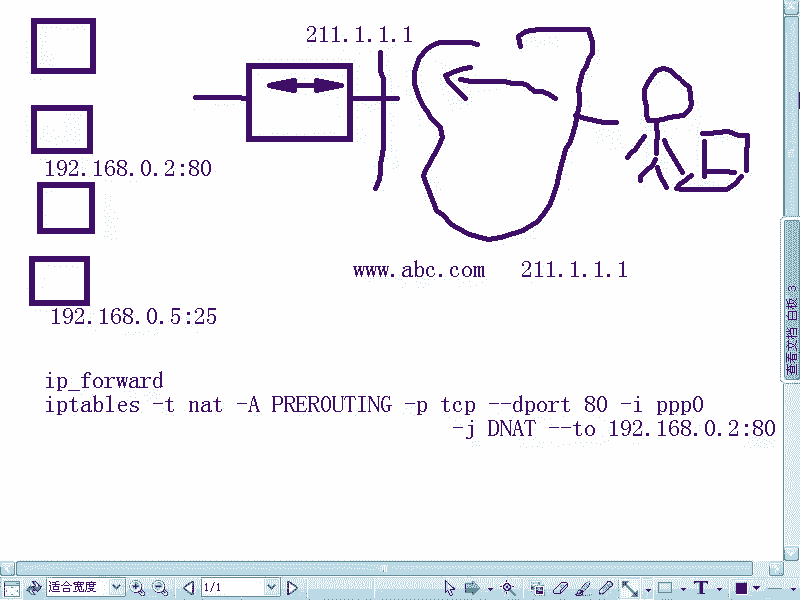 211.1.1.1
192.168.0.2:80
www.abc.com 211.1.1.1
192.168.0.5:25
ip_forward
iptables -t nat -A PREROUTING -p tcp --dport 80 -i ppp0
-j DNAT --to 192.168.0.2:80
查看文档 白板 3
适合宽度
1/1
T